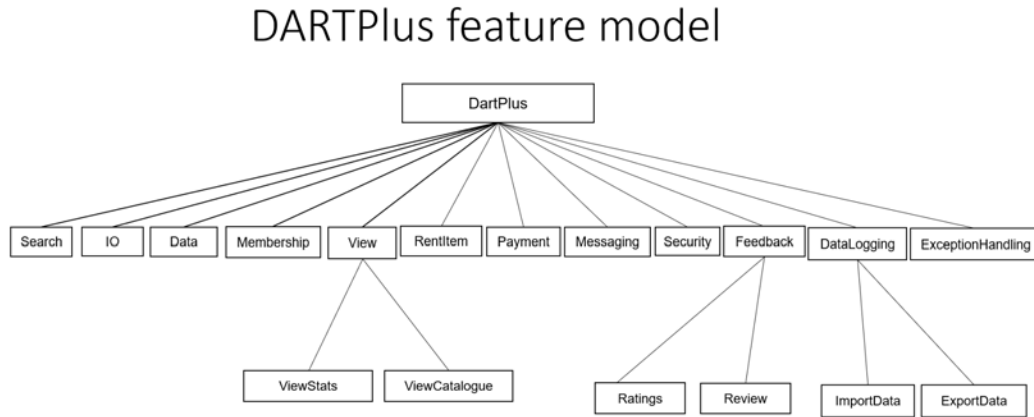 DARTPlus feature model
DartPlus
Search IO Data Membership View RentItem Payment Messaging Security Feedback DataLogging ExceptionHandling
ViewStats ViewCatalogue Ratings Review ImportData ExportData